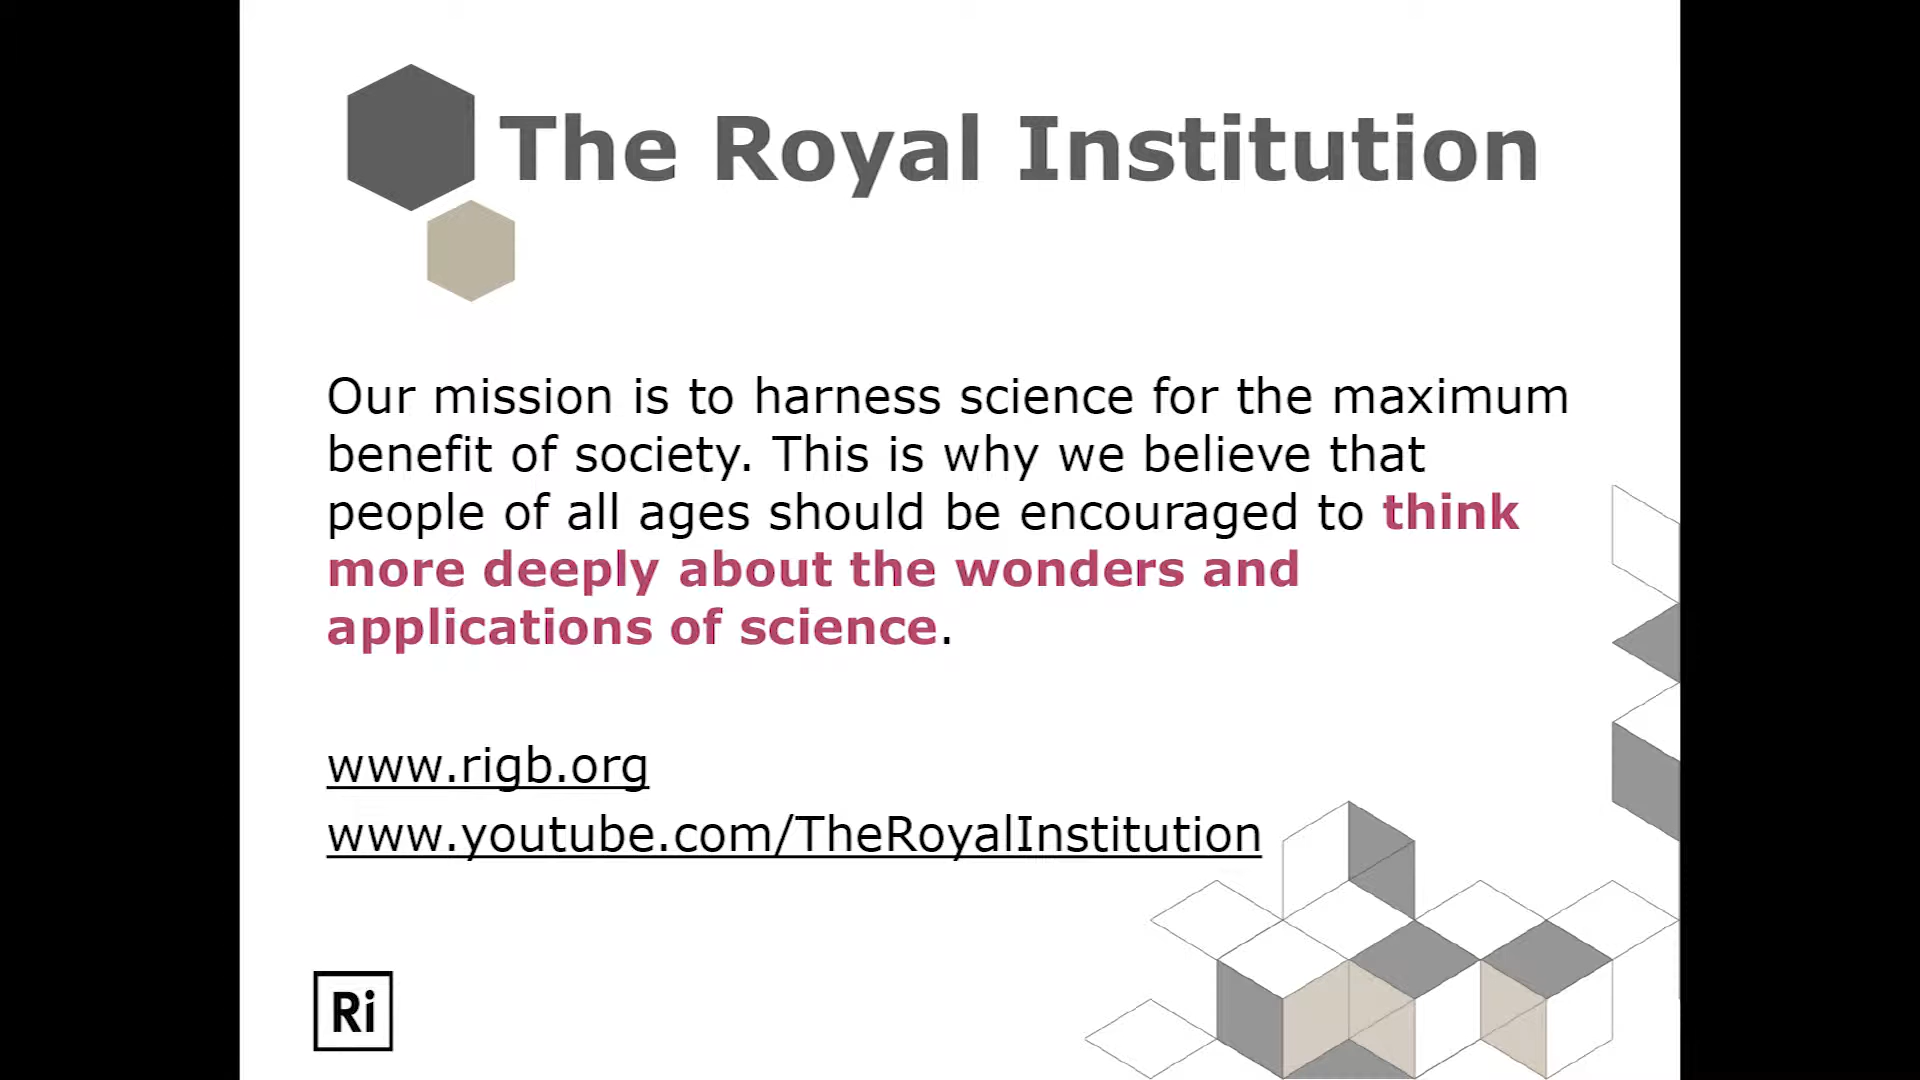 The Royal Institution
Our mission is to harness science for the maximum
benefit of society. This is why we believe that
people of all ages should be encouraged to think
more deeply about the wonders and
applications of science.
www.rigb.org
www.youtube.com/TheRoyalInstitution
Ri